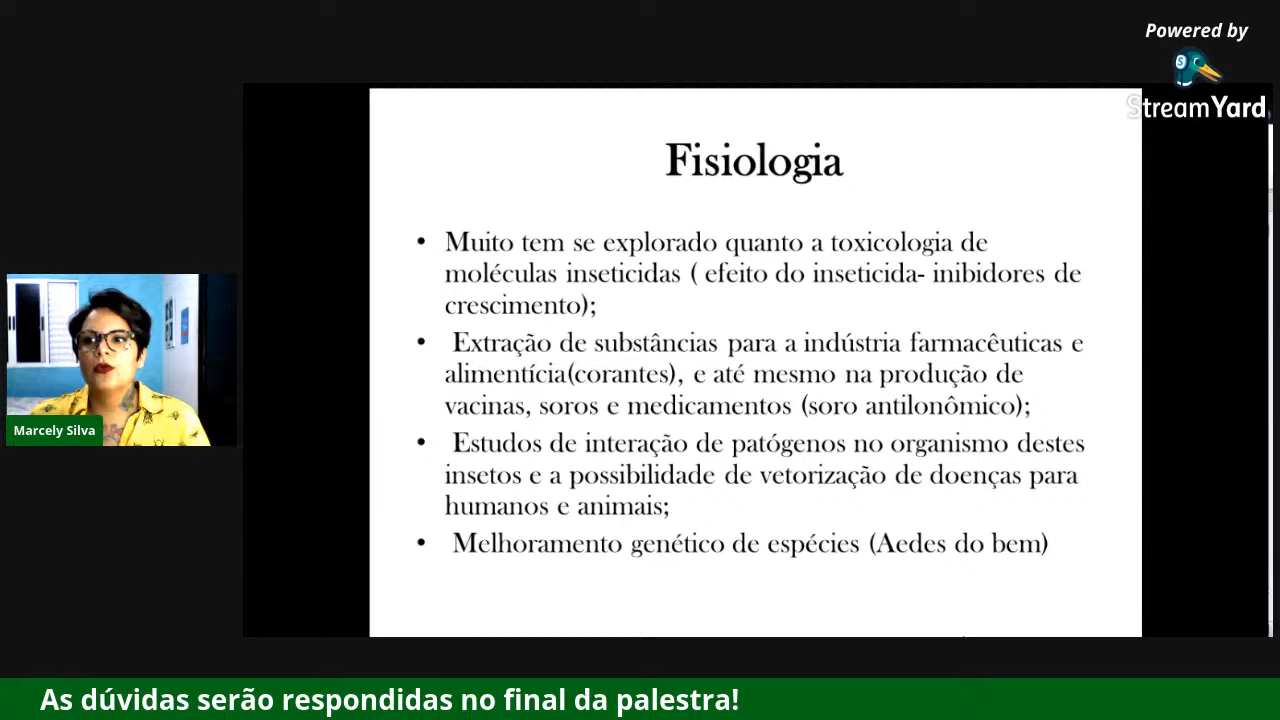 Powered by
StreamYard
Fisiologia
• Muito tem se explorado quanto a toxicologia de
moléculas inseticidas ( efeito do inseticida- inibidores de
crescimento);
• Extração de substâncias para a indústria farmacêuticas e
alimentícia(corantes), e até mesmo na produção de
vacinas, soros e medicamentos (soro antilonômico);
• Estudos de interação de patógenos no organismo destes
insetos e a possibilidade de vetorização de doenças para
humanos e animais;
• Melhoramento genético de espécies (Aedes do bem)
Marcely Silva
As dúvidas serão respondidas no final da palestra!